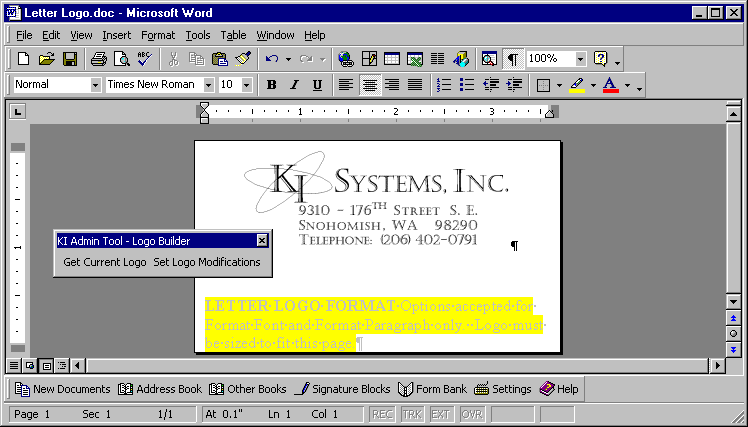 Letter Logo.doc - Microsoft Word
File Edit View Insert Format Tools Table Window Help
ABC 100% ?
Normal Times New Roman 10 B I U A
L 1 2 3
KI SYSTEMS, INC.
9310 - 176TH STREET S. E.
SNOHOMISH, WA 98290
TELEPHONE: (206) 402-0791 ¶
KI Admin Tool - Logo Builder
Get Current Logo Set Logo Modifications
1
LETTER·LOGO·FORMAT·Options·accepted·for·
Format·Font·and·Format·Paragraph·only.··Logo·must·
be·sized·to·fit·this·page.¶
New Documents Address Book Other Books Signature Blocks Form Bank Settings Help
Page 1 Sec 1 1/1 At 0.1" Ln 1 Col 1 REC TRK EXT OVR